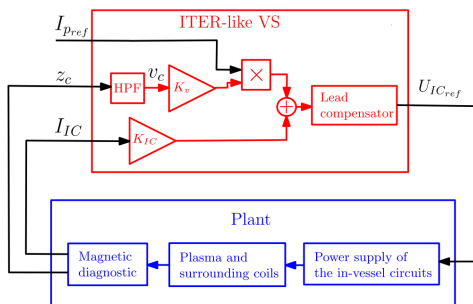 ITER-like VS
I_{p_{ref}}
z_c
HPF
v_c
K_v
×
+
Lead
compensator
U_{IC_{ref}}
I_{IC}
K_{IC}
Plant
Magnetic
diagnostic
Plasma and
surrounding coils
Power supply of
the in-vessel circuits